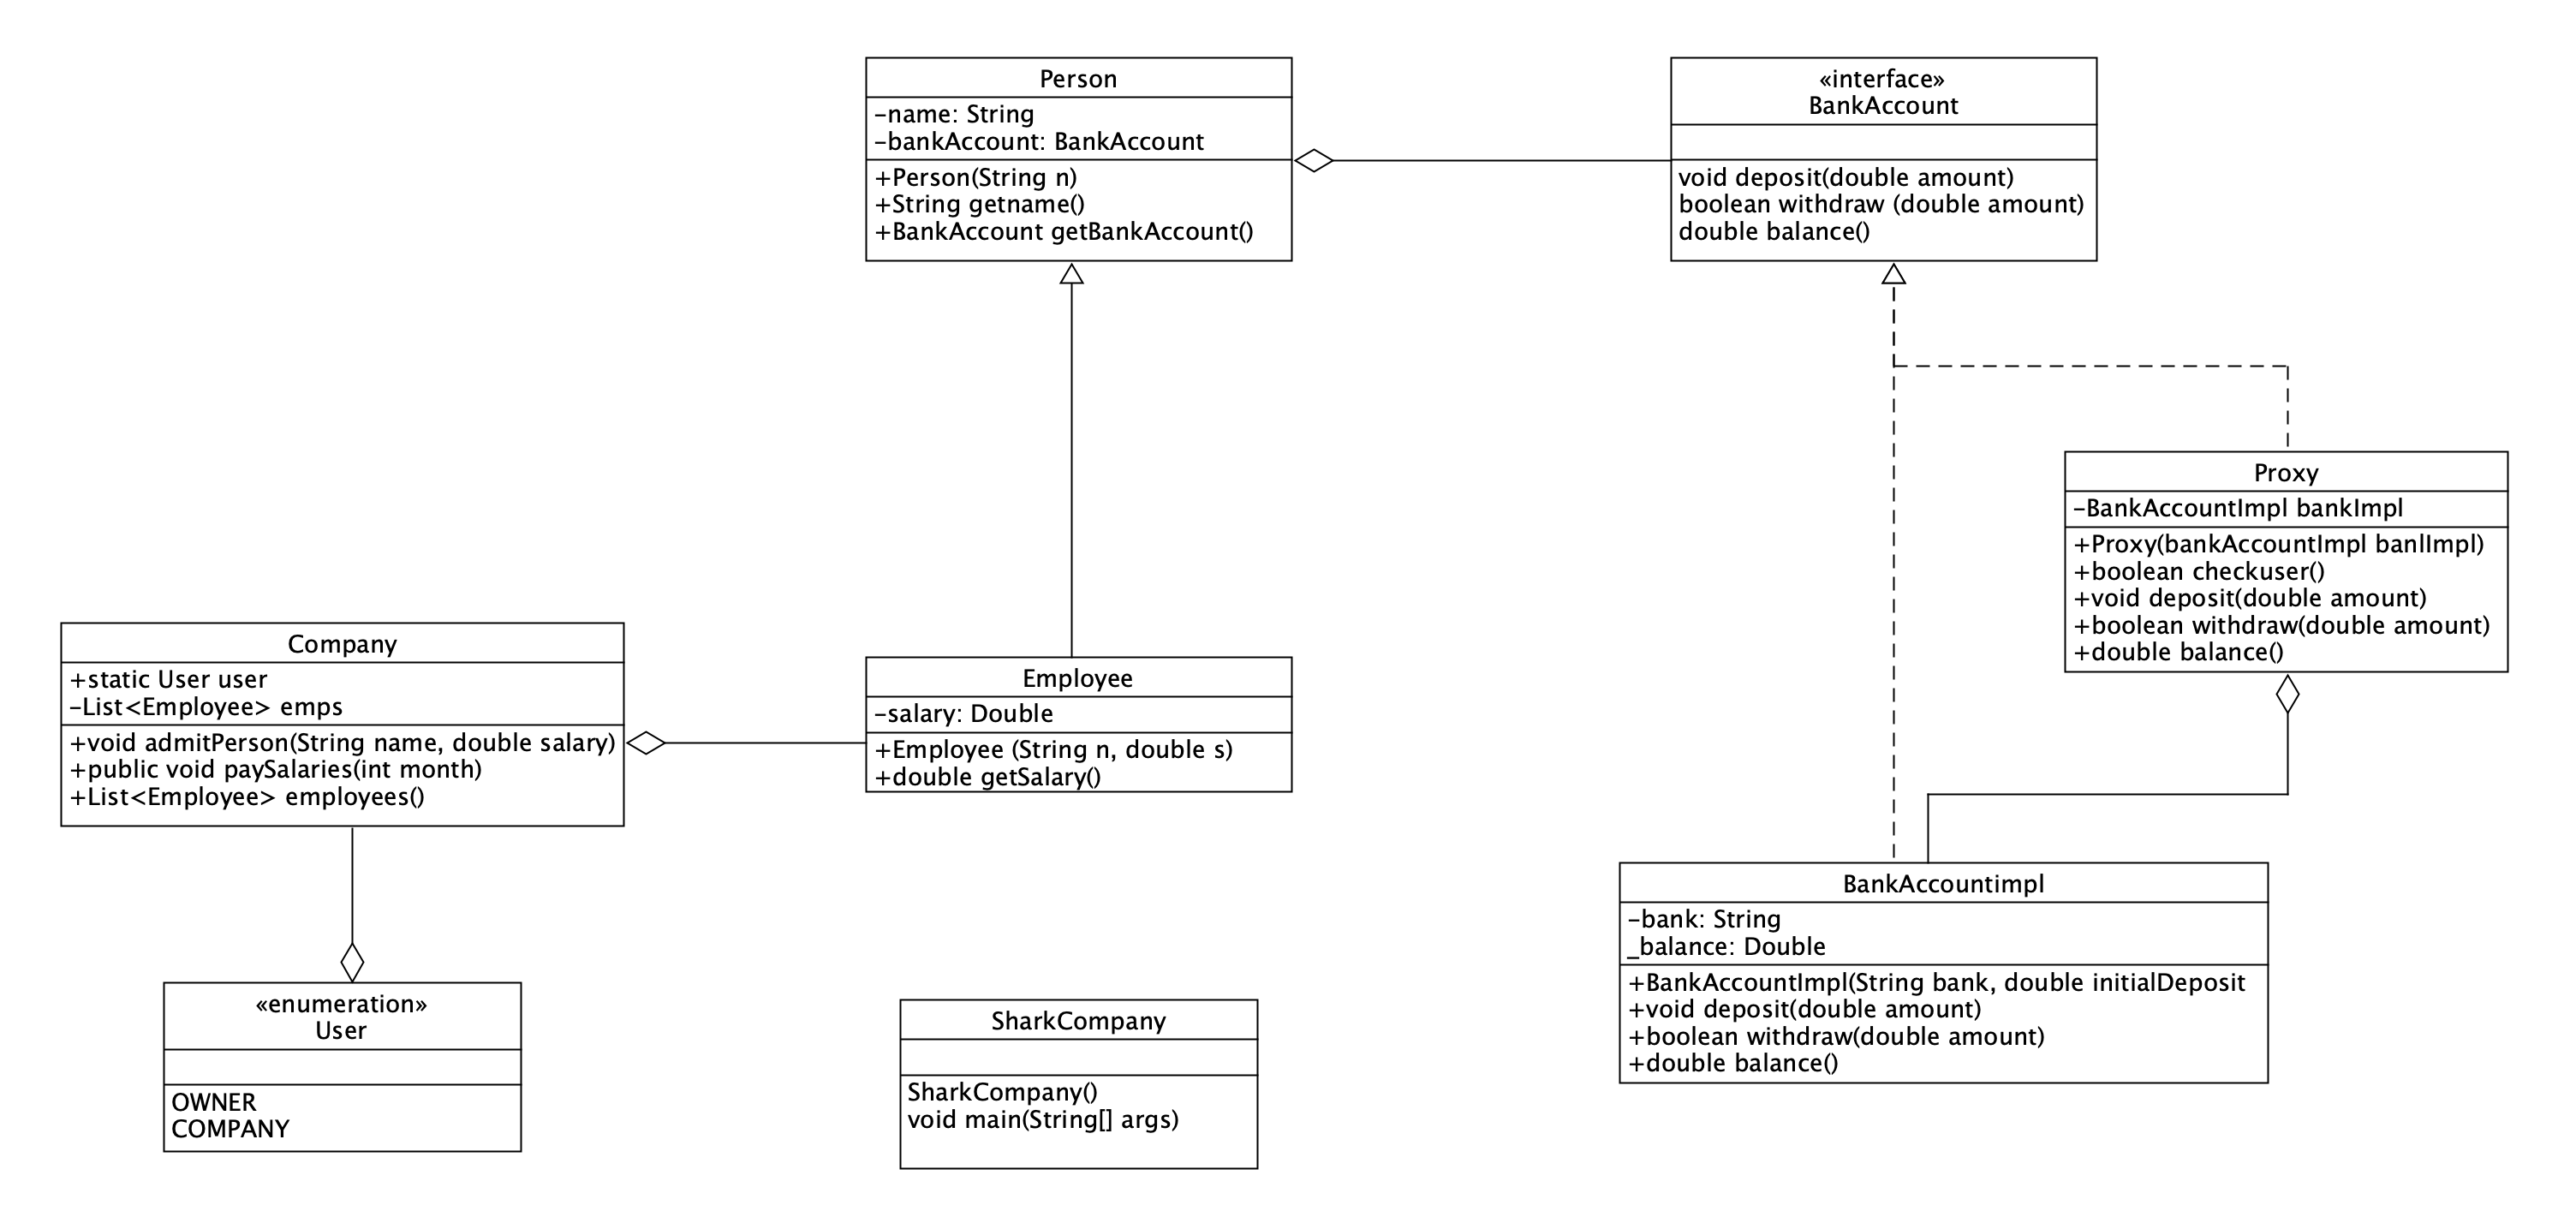 Person
-name: String
-bankAccount: BankAccount
+Person(String n)
+String getname()
+BankAccount getBankAccount()
«interface»
BankAccount
void deposit(double amount)
boolean withdraw (double amount)
double balance()
Proxy
-BankAccountImpl bankImpl
+Proxy(bankAccountImpl banlImpl)
+boolean checkuser()
+void deposit(double amount)
+boolean withdraw(double amount)
+double balance()
Company
+static User user
-List<Employee> emps
+void admitPerson(String name, double salary)
+public void paySalaries(int month)
+List<Employee> employees()
Employee
-salary: Double
+Employee (String n, double s)
+double getSalary()
BankAccountimpl
-bank: String
_balance: Double
+BankAccountImpl(String bank, double initialDeposit
+void deposit(double amount)
+boolean withdraw(double amount)
+double balance()
«enumeration»
User
OWNER
COMPANY
SharkCompany
SharkCompany()
void main(String[] args)